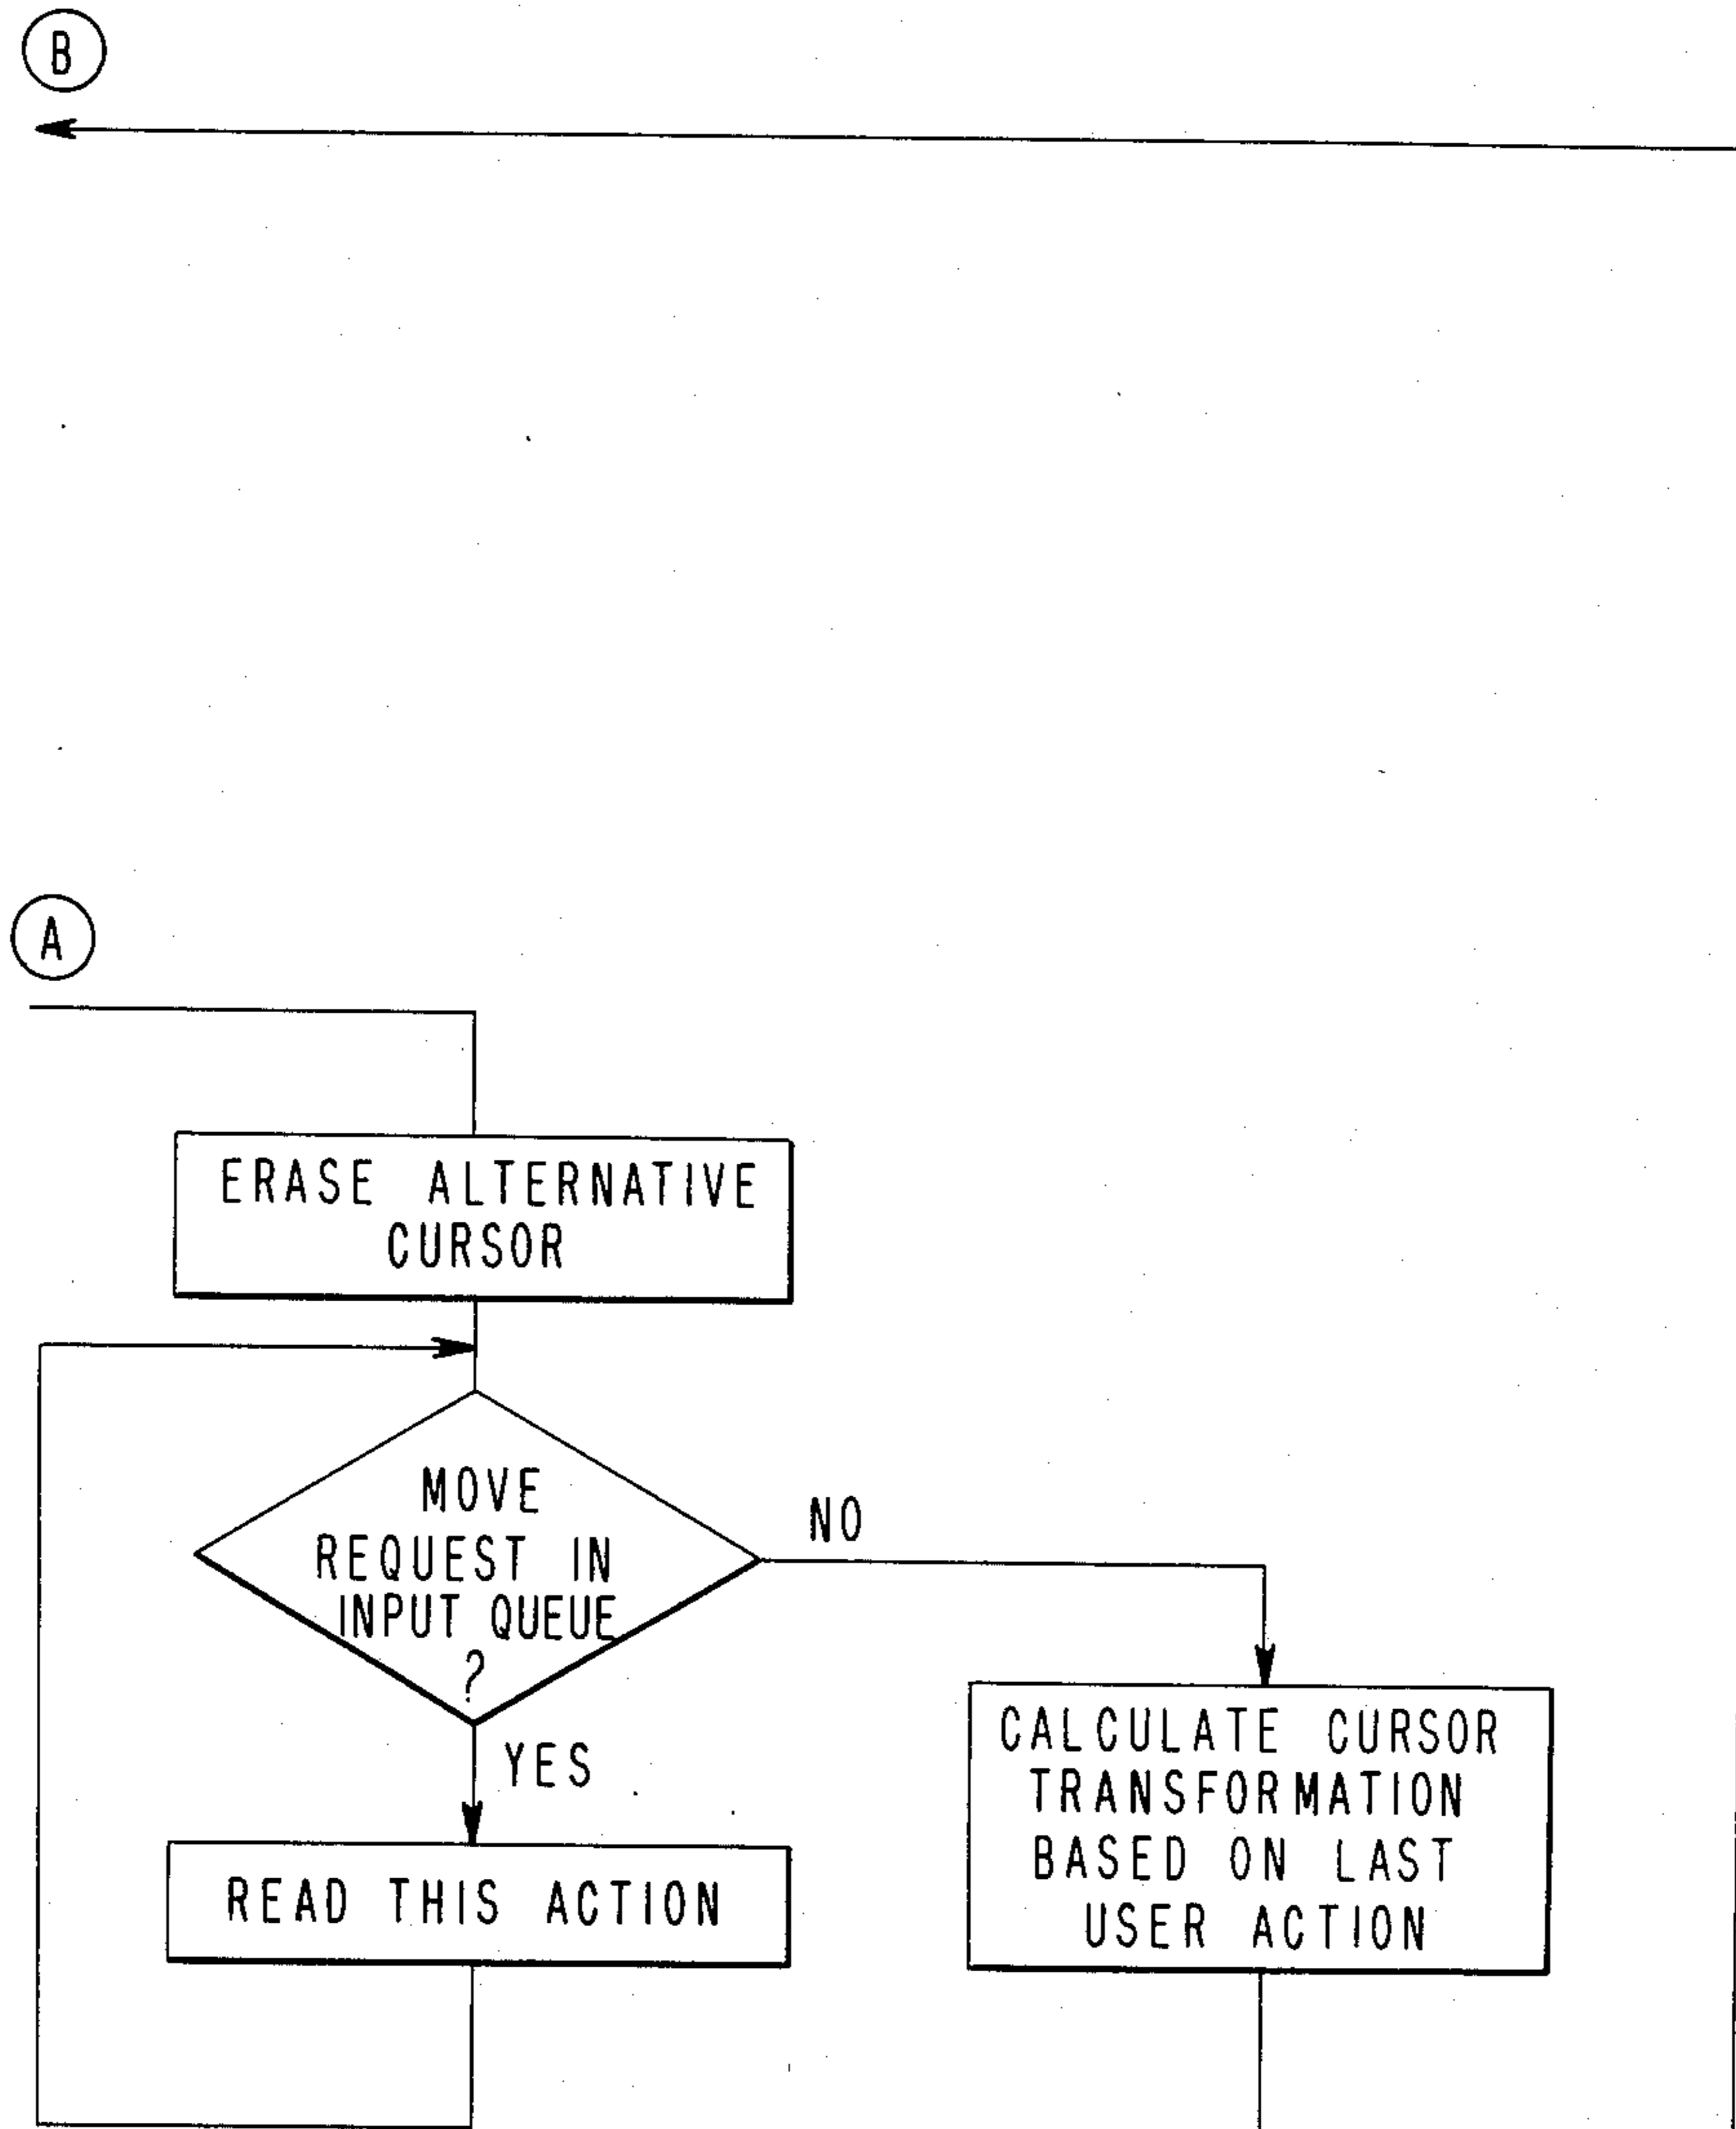 B
A
ERASE ALTERNATIVE
CURSOR
MOVE
REQUEST IN
INPUT QUEUE
?
NO
YES
READ THIS ACTION
CALCULATE CURSOR
TRANSFORMATION
BASED ON LAST
USER ACTION